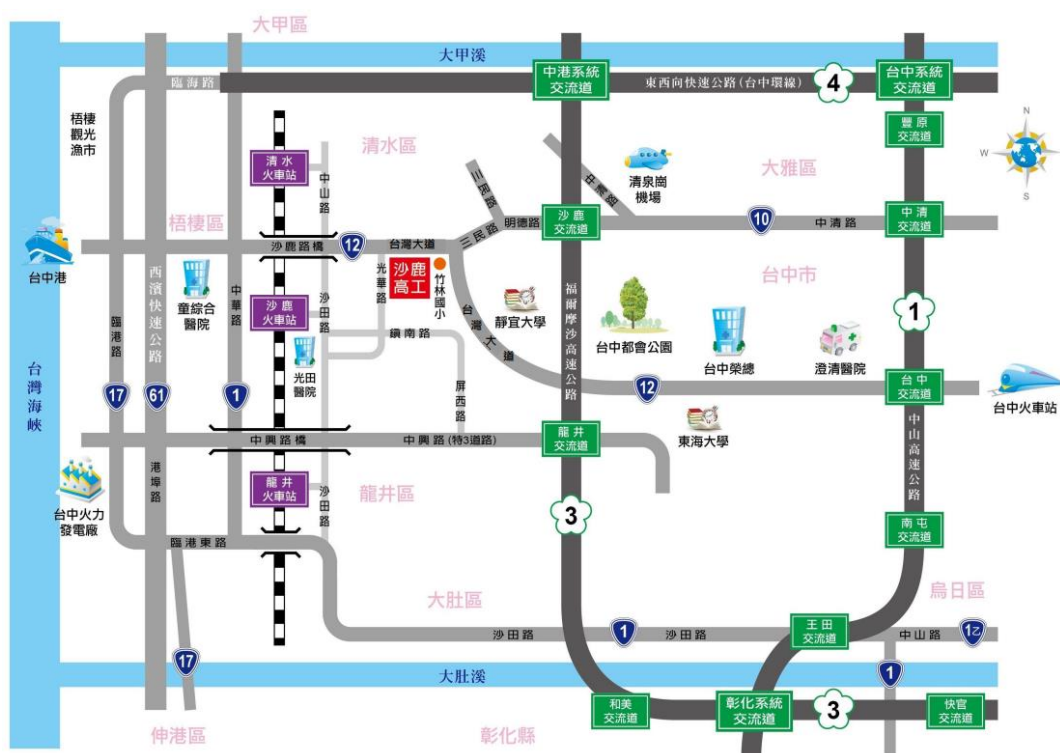 大甲區
大甲溪
臨海路
中港系統
交流道
東西向快速公路(台中環線)
4
台中系統
交流道
豐原
交流道
梧棲
觀光
漁市
清水
火車站
清水區
中山路
三民路
清泉崗
機場
大雅區
N
W
S
梧棲區
沙鹿路橋
12
台灣大道
三民路
明德路
沙鹿
交流道
10
中清路
中清
交流道
台中港
西濱快速公路
童綜合
醫院
中華路
沙鹿
火車站
沙田路
光華路
沙鹿
高工
竹林國小
台灣大道
靜宜大學
福爾摩沙高速公路
台中都會公園
台中榮總
澄清醫院
台中市
1
臨港路
鎮南路
光田
醫院
屏西路
台灣海峽
17
61
1
12
台中
交流道
台中火車站
東海大學
中興路橋
中興路(特3道路)
龍井
交流道
中山高速公路
港埠路
龍井
火車站
沙田路
龍井區
台中火力
發電廠
3
南屯
交流道
臨港東路
大肚區
烏日區
沙田路
1
沙田路
王田
交流道
中山路
1乙
17
大肚溪
1
伸港區
彰化縣
和美
交流道
彰化系統
交流道
3
快官
交流道